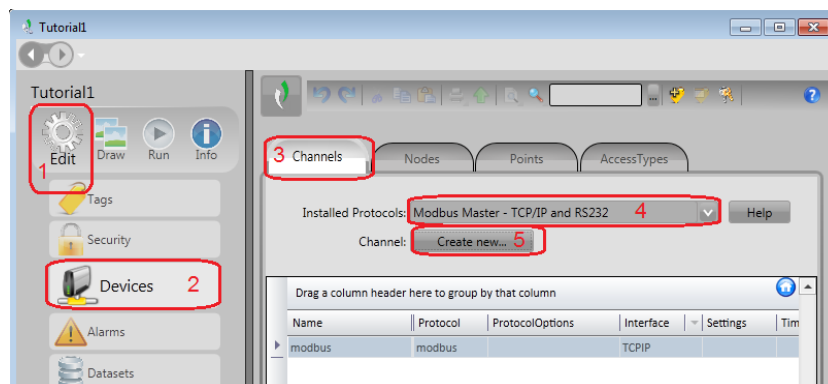 Tutorial1
Tutorial1
Edit
Draw
Run
Info
1
Tags
Security
Devices 2
Alarms
Datasets
3 Channels Nodes Points AccessTypes
Installed Protocols: Modbus Master - TCP/IP and RS232 4 Help
Channel: Create new... 5
Drag a column header here to group by that column
Name Protocol ProtocolOptions Interface Settings Tim
modbus modbus TCPIP